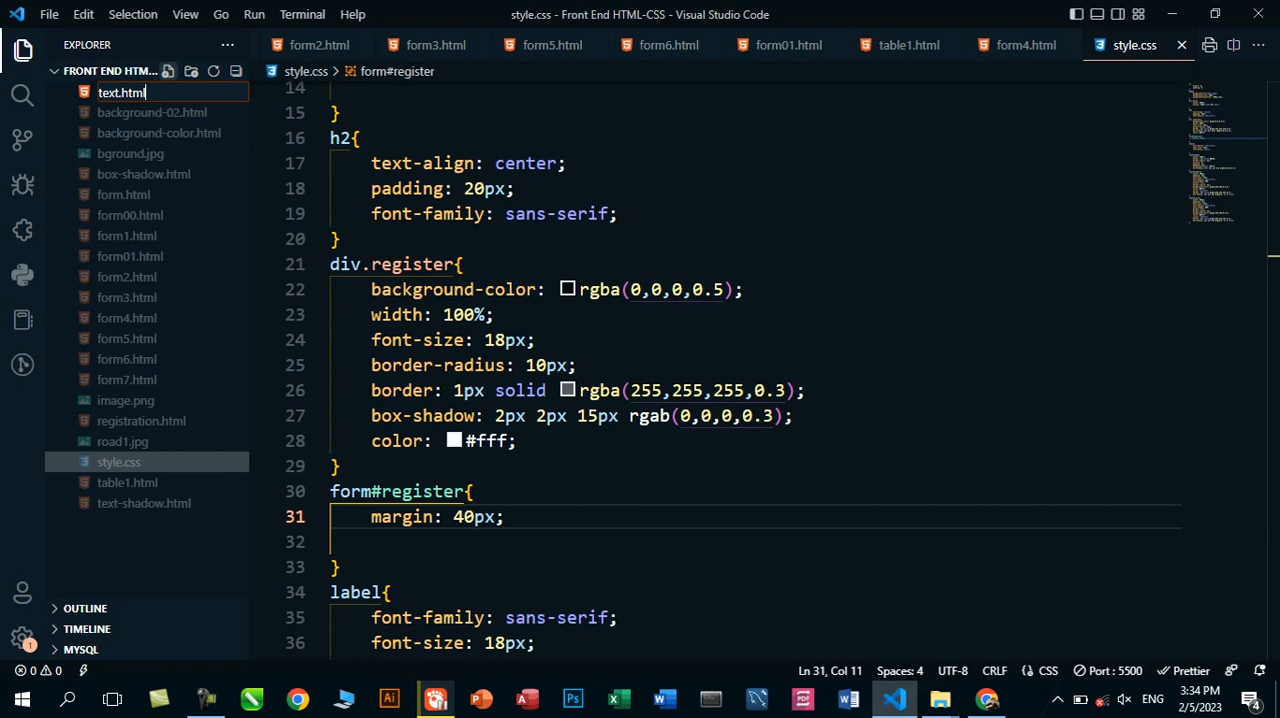 File Edit Selection View Go Run Terminal Help style.css - Front End HTML-CSS - Visual Studio Code
EXPLORER
form2.html form3.html form5.html form6.html form01.html table1.html form4.html style.css
FRONT END HTM...
style.css > form#register
text.html
background-02.html
background-color.html
bground.jpg
box-shadow.html
form.html
form00.html
form1.html
form01.html
form2.html
form3.html
form4.html
form5.html
form6.html
form7.html
image.png
registration.html
road1.jpg
style.css
table1.html
text-shadow.html
OUTLINE
TIMELINE
MYSQL
14
15 }
16 h2{
17 text-align: center;
18 padding: 20px;
19 font-family: sans-serif;
20 }
21 div.register{
22 background-color: rgba(0,0,0,0.5);
23 width: 100%;
24 font-size: 18px;
25 border-radius: 10px;
26 border: 1px solid rgba(255,255,255,0.3);
27 box-shadow: 2px 2px 15px rgab(0,0,0,0.3);
28 color: #fff;
29 }
30 form#register{
31 margin: 40px;
32
33 }
34 label{
35 font-family: sans-serif;
36 font-size: 18px;
1
0 0 Ln 31, Col 11 Spaces: 4 UTF-8 CRLF {} CSS Port : 5500 Prettier
ENG 3:34 PM
2/5/2023
4